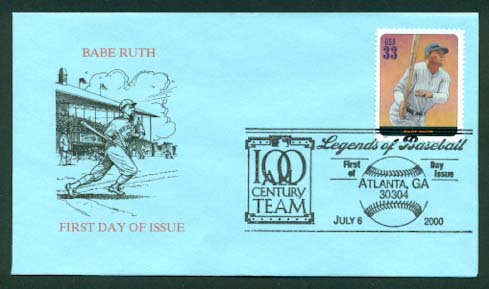 BABE RUTH
FIRST DAY OF ISSUE
USA
33
BABE RUTH
100
CENTURY
TEAM
Legends of Baseball
First Day
of Issue
ATLANTA, GA
30304
JULY 6 2000